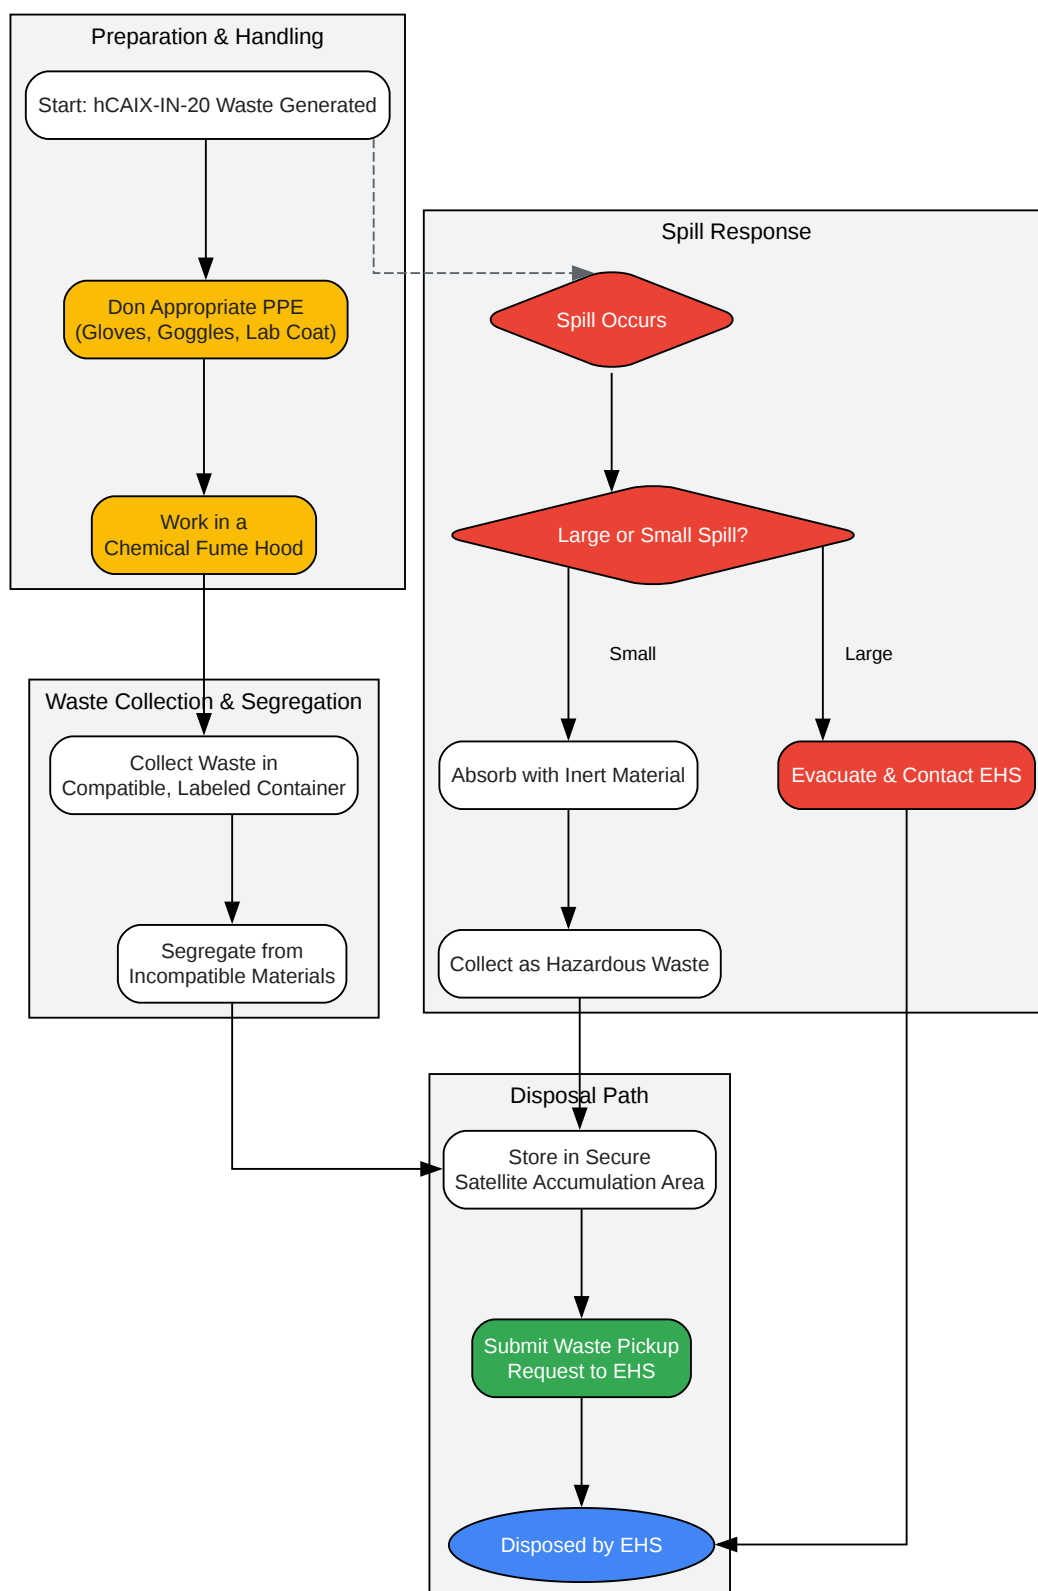 Preparation & Handling
Start: hCAIX-IN-20 Waste Generated
Don Appropriate PPE
(Gloves, Goggles, Lab Coat)
Work in a
Chemical Fume Hood
Waste Collection & Segregation
Collect Waste in
Compatible, Labeled Container
Segregate from
Incompatible Materials
Spill Response
Spill Occurs
Large or Small Spill?
Small
Large
Absorb with Inert Material
Evacuate & Contact EHS
Collect as Hazardous Waste
Disposal Path
Store in Secure
Satellite Accumulation Area
Submit Waste Pickup
Request to EHS
Disposed by EHS